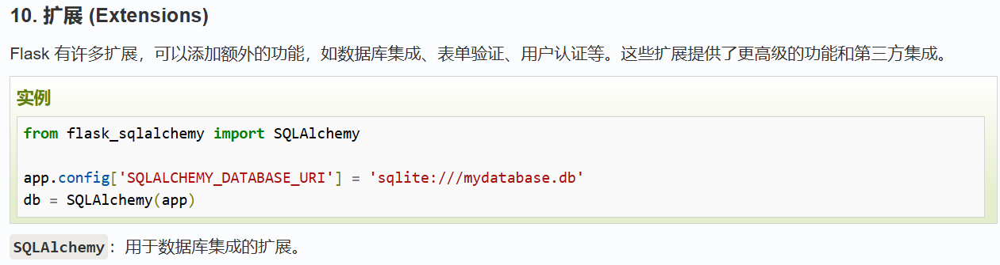 10. 扩展 (Extensions)
Flask 有许多扩展，可以添加额外的功能，如数据库集成、表单验证、用户认证等。这些扩展提供了更高级的功能和第三方集成。
实例
from flask_sqlalchemy import SQLAlchemy
app.config['SQLALCHEMY_DATABASE_URI'] = 'sqlite:///mydatabase.db'
db = SQLAlchemy(app)
SQLAlchemy：用于数据库集成的扩展。